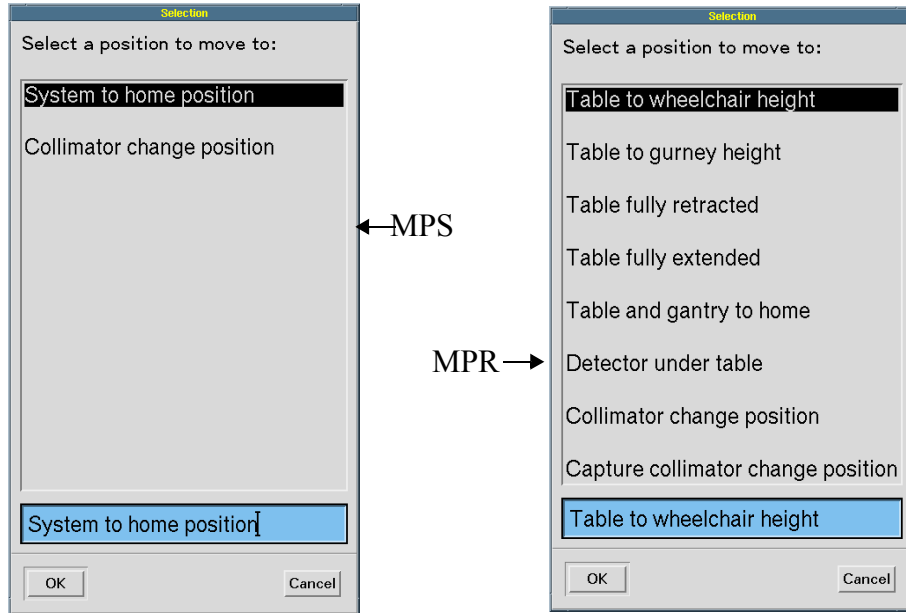 Selection
Select a position to move to:
System to home position
Collimator change position
System to home position
OK
Cancel
MPS
MPR
Selection
Select a position to move to:
Table to wheelchair height
Table to gurney height
Table fully retracted
Table fully extended
Table and gantry to home
Detector under table
Collimator change position
Capture collimator change position
Table to wheelchair height
OK
Cancel